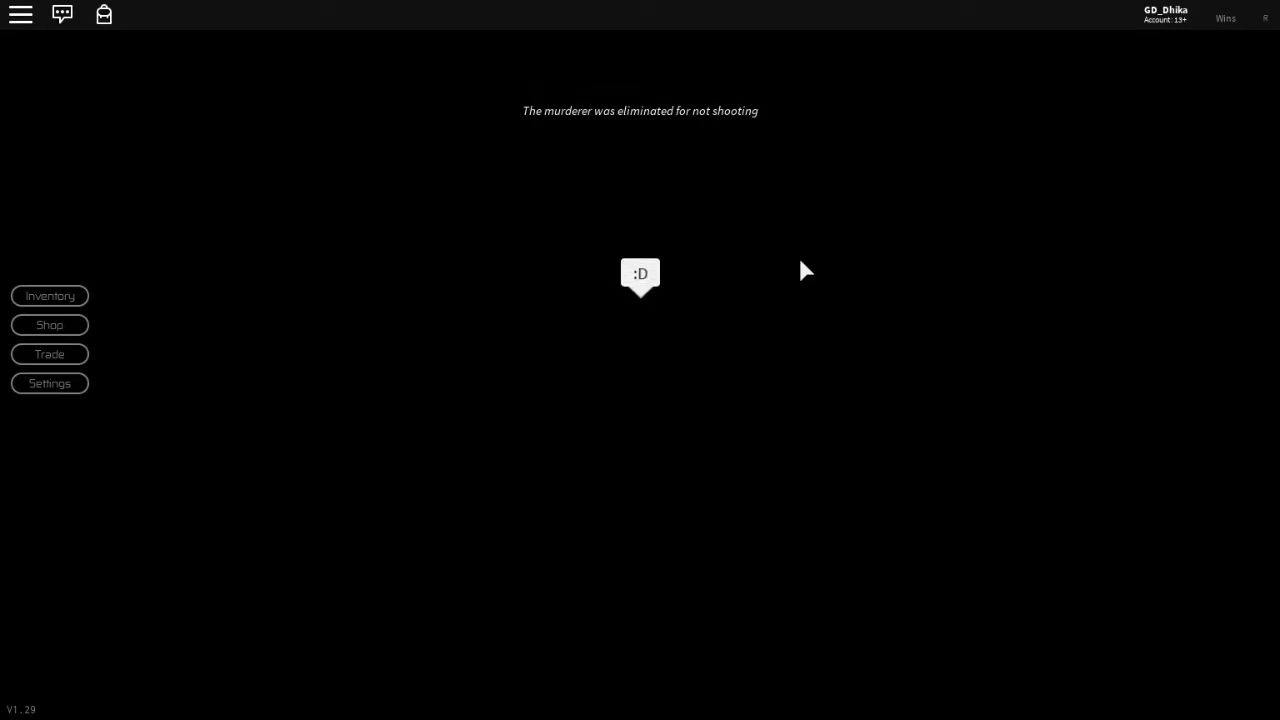 GD_Dhika
Account: 13+
Wins
R
The murderer was eliminated for not shooting
:D
Inventory
Shop
Trade
Settings
V1.29